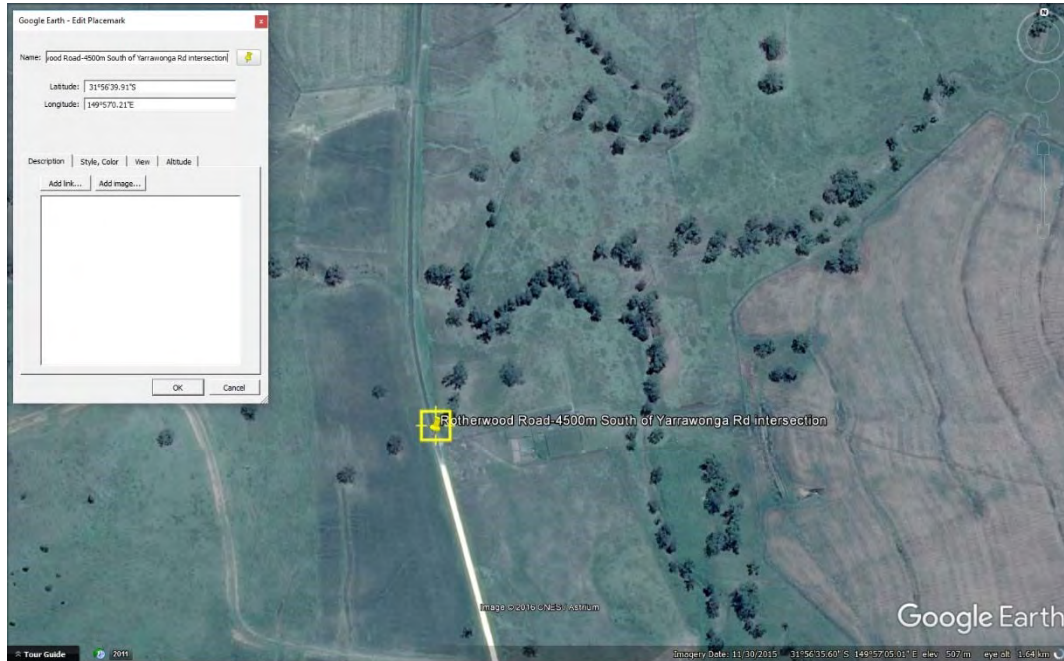 Google Earth - Edit Placemark
x
Name: wood Road-4500m South of Yarrawonga Rd intersection
Latitude: 31°56'39.91"S
Longitude: 149°57'0.21"E
Description Style, Color View Altitude
Add link... Add image...
OK Cancel
N
Rotherwood Road-4500m South of Yarrawonga Rd intersection
Image © 2016 CNES / Astrium
Google Earth
Tour Guide 2011 Imagery Date: 11/30/2015 31°56'35.60" S 149°57'05.01" E elev 507 m eye alt 1.64 km